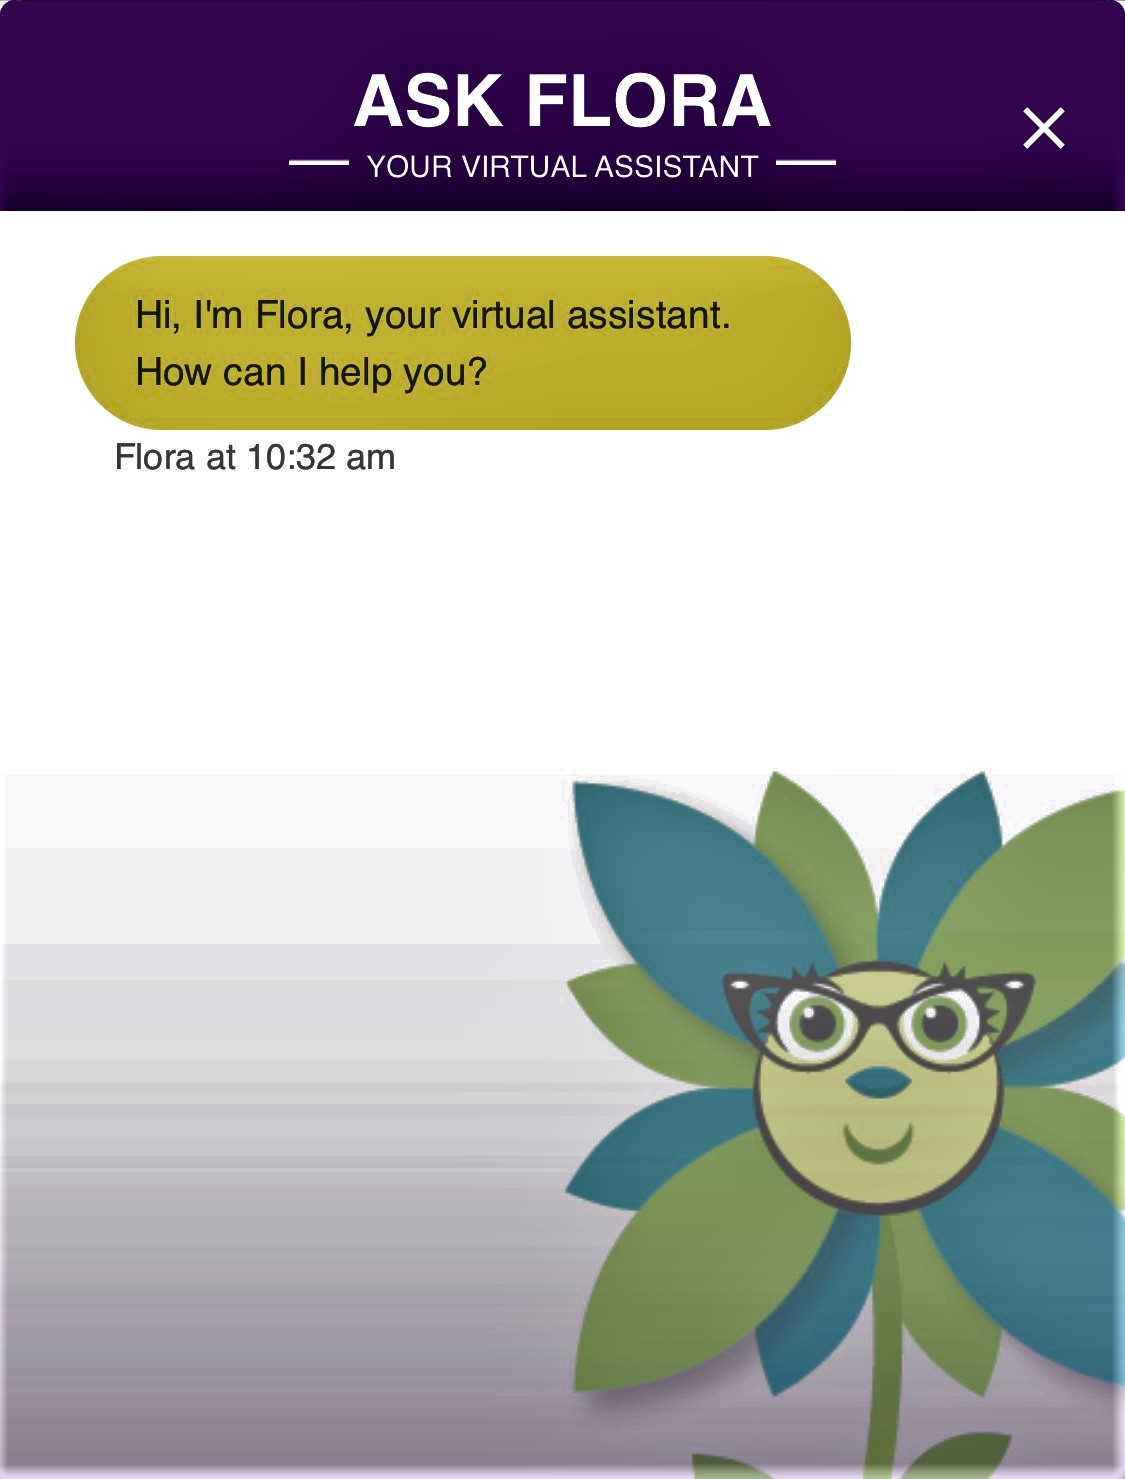 ASK FLORA
YOUR VIRTUAL ASSISTANT
Hi, I'm Flora, your virtual assistant.
How can I help you?
Flora at 10:32 am